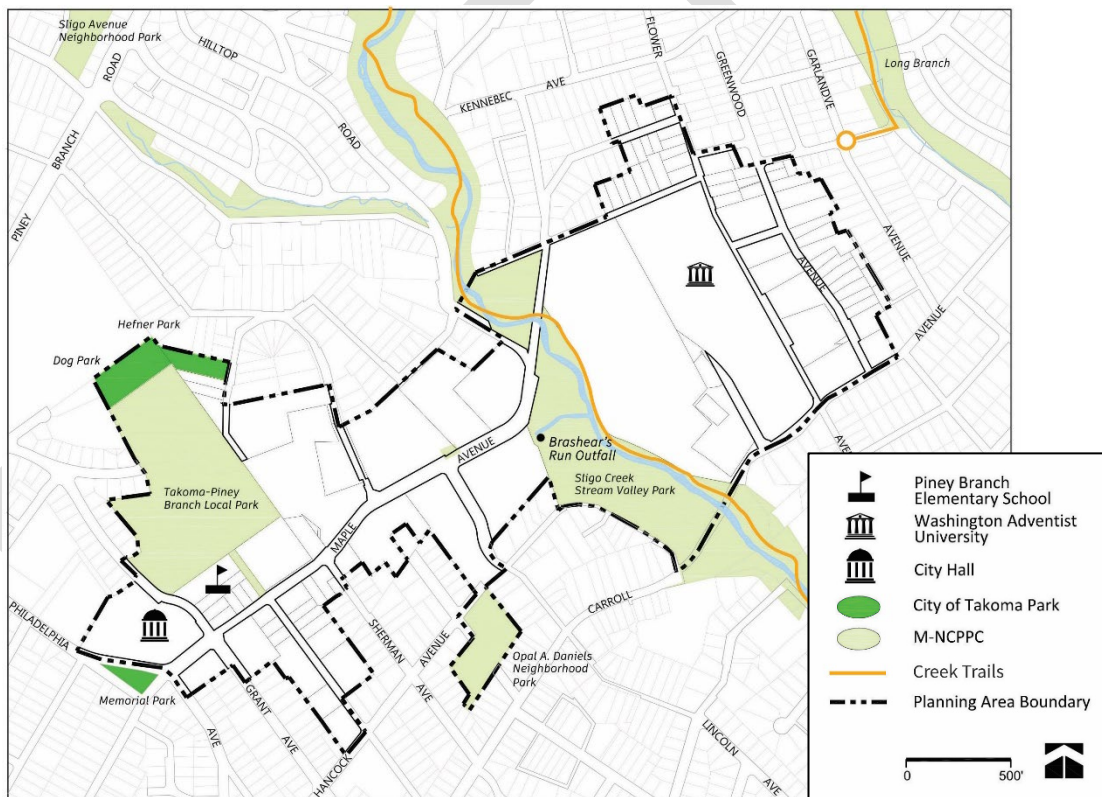 Sligo Avenue
Neighborhood Park
HILLTOP
ROAD
ROAD
BRANCH
PINEY
KENNEBEC AVE
FLOWER
GREENWOOD
GARLANDVE
Long Branch
AVENUE
AVENUE
AVENUE
AVE
Hefner Park
Dog Park
Takoma-Piney
Branch Local Park
MAPLE
AVENUE
Brashear's
Run Outfall
Sligo Creek
Stream Valley Park
PHILADELPHIA
Memorial Park
AVE
GRANT
AVE
HANCOCK
SHERMAN
AVE
AVENUE
CARROLL
Opal A. Daniels
Neighborhood
Park
LINCOLN
AVE
Piney Branch
Elementary School
Washington Adventist
University
City Hall
City of Takoma Park
M-NCPPC
Creek Trails
Planning Area Boundary
0 500'